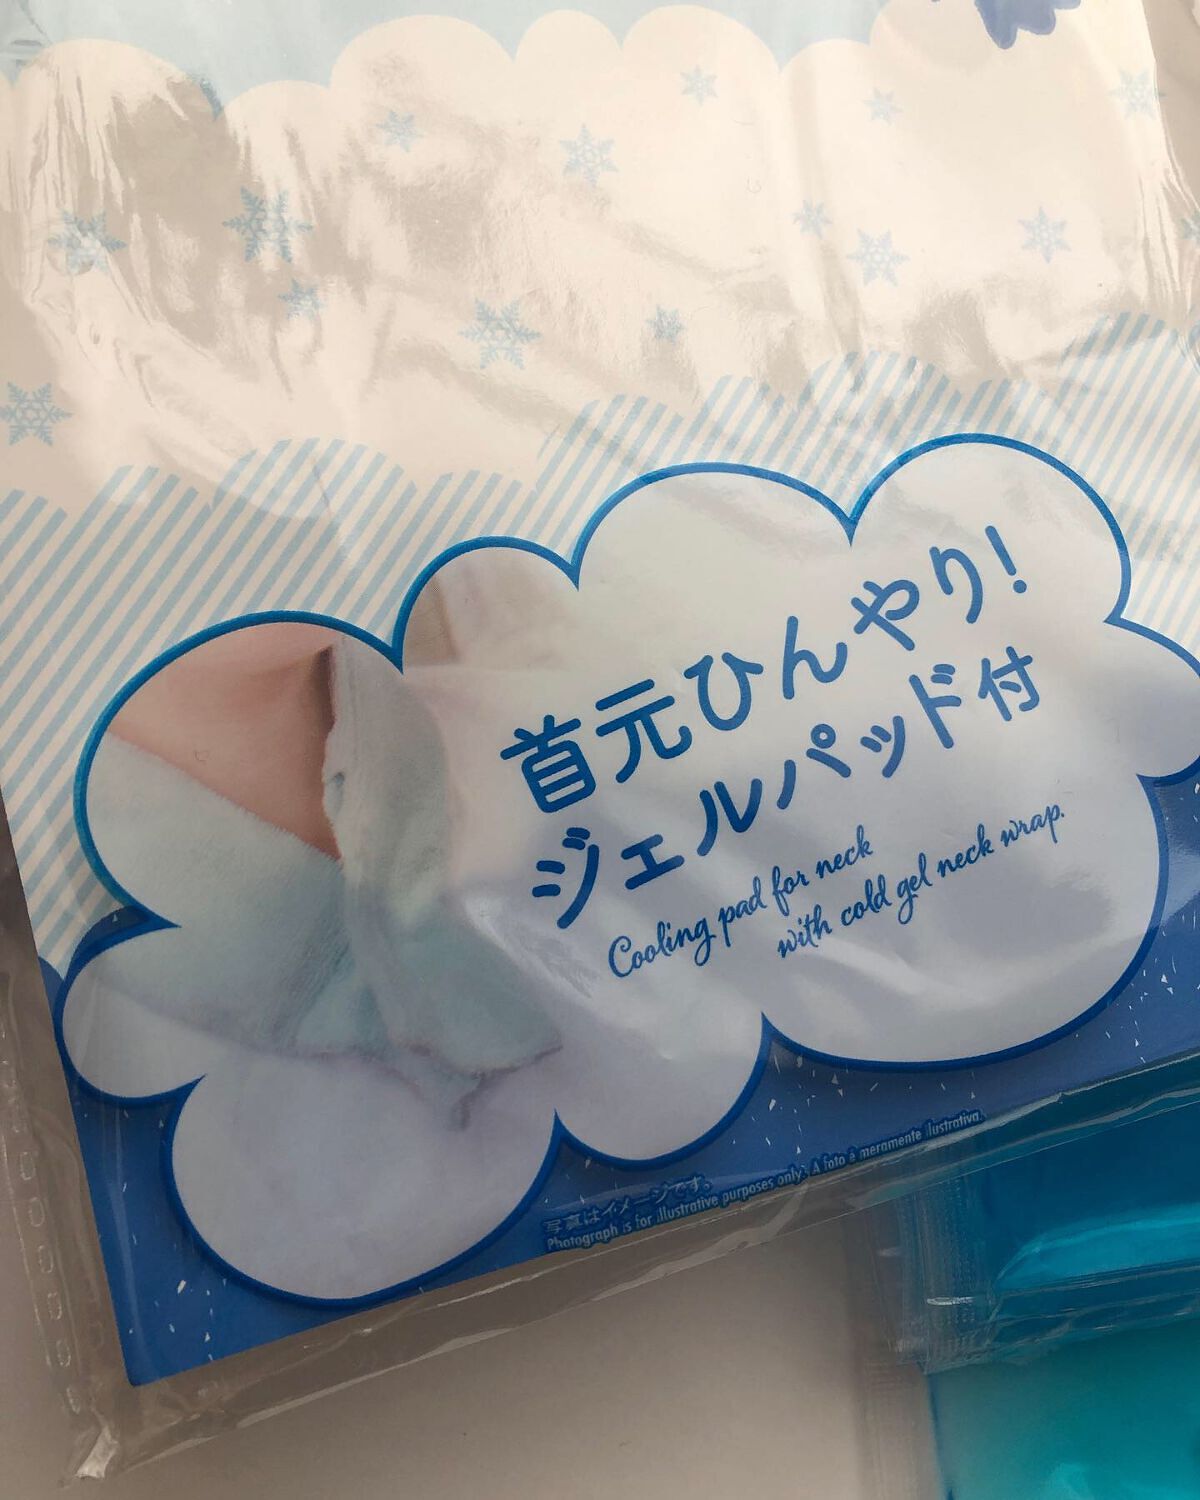 首元ひんやり!
ジェルパッド付
Cooling pad for neck
with cold gel neck wrap.
写真はイメージです。
Photograph is for illustrative purposes only. A foto é meramente ilustrativa.